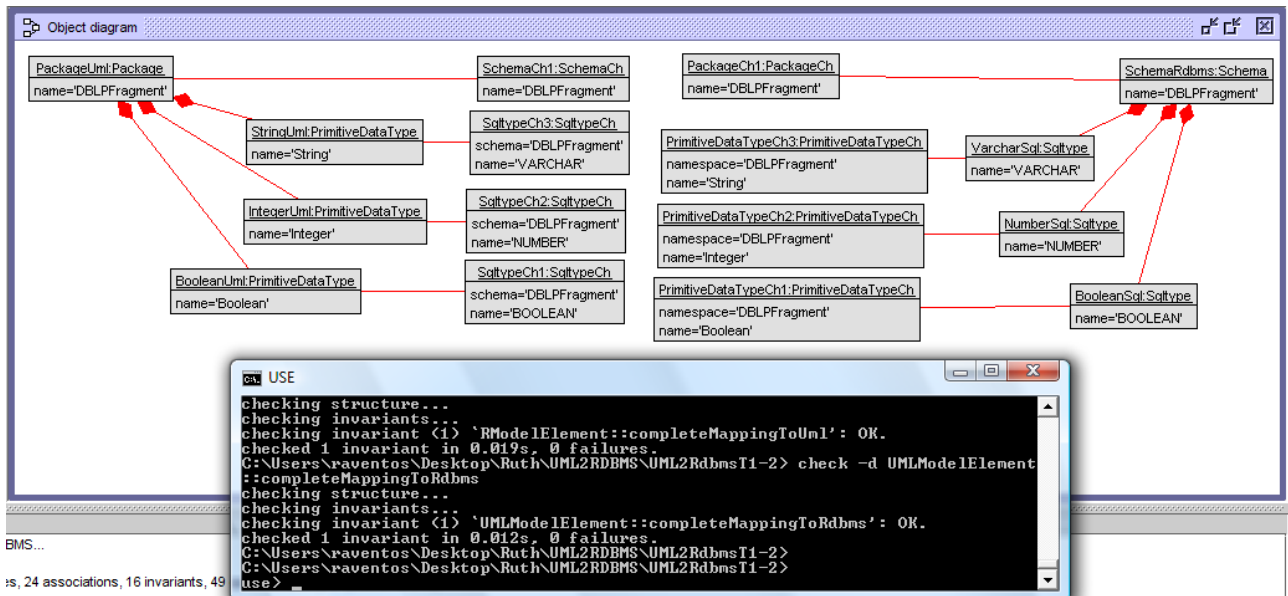 Object diagram
PackageUml:Package
name='DBLPFragment'
SchemaCh1:SchemaCh
name='DBLPFragment'
PackageCh1:PackageCh
name='DBLPFragment'
SchemaRdbms:Schema
name='DBLPFragment'
StringUml:PrimitiveDataType
name='String'
SqltypeCh3:SqltypeCh
schema='DBLPFragment'
name='VARCHAR'
PrimitiveDataTypeCh3:PrimitiveDataTypeCh
namespace='DBLPFragment'
name='String'
VarcharSql:Sqltype
name='VARCHAR'
IntegerUml:PrimitiveDataType
name='Integer'
SqltypeCh2:SqltypeCh
schema='DBLPFragment'
name='NUMBER'
PrimitiveDataTypeCh2:PrimitiveDataTypeCh
namespace='DBLPFragment'
name='Integer'
NumberSql:Sqltype
name='NUMBER'
BooleanUml:PrimitiveDataType
name='Boolean'
SqltypeCh1:SqltypeCh
schema='DBLPFragment'
name='BOOLEAN'
PrimitiveDataTypeCh1:PrimitiveDataTypeCh
namespace='DBLPFragment'
name='Boolean'
BooleanSql:Sqltype
name='BOOLEAN'
C:\. USE
checking structure...
checking invariants...
checking invariant (1) `RModelElement::completeMappingToUml': OK.
checked 1 invariant in 0.019s, 0 failures.
C:\Users\raventos\Desktop\Ruth\UML2RDBMS\UML2RdbmsT1-2> check -d UMLModelElement
::completeMappingToRdbms
checking structure...
checking invariants...
checking invariant (1) `UMLModelElement::completeMappingToRdbms': OK.
checked 1 invariant in 0.012s, 0 failures.
C:\Users\raventos\Desktop\Ruth\UML2RDBMS\UML2RdbmsT1-2>
C:\Users\raventos\Desktop\Ruth\UML2RDBMS\UML2RdbmsT1-2>
use> _
BMS...
es, 24 associations, 16 invariants, 49